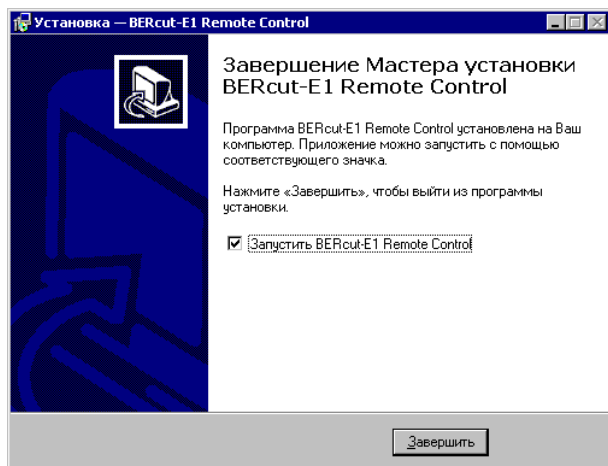 Установка — BERcut-E1 Remote Control
Завершение Мастера установки
BERcut-E1 Remote Control
Программа BERcut-E1 Remote Control установлена на Ваш
компьютер. Приложение можно запустить с помощью
соответствующего значка.
Нажмите «Завершить», чтобы выйти из программы
установки.
Запустить BERcut-E1 Remote Control
Завершить